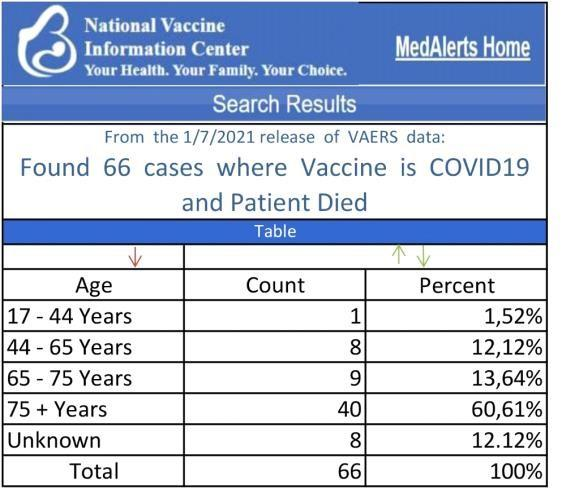 National Vaccine
Information Center
Your Health. Your Family. Your Choice.
MedAlerts Home
Search Results
From the 1/7/2021 release of VAERS data:
Found 66 cases where Vaccine is COVID19
and Patient Died
Table
Age Count Percent
17 - 44 Years 1 1,52%
44 - 65 Years 8 12,12%
65 - 75 Years 9 13,64%
75 + Years 40 60,61%
Unknown 8 12.12%
Total 66 100%